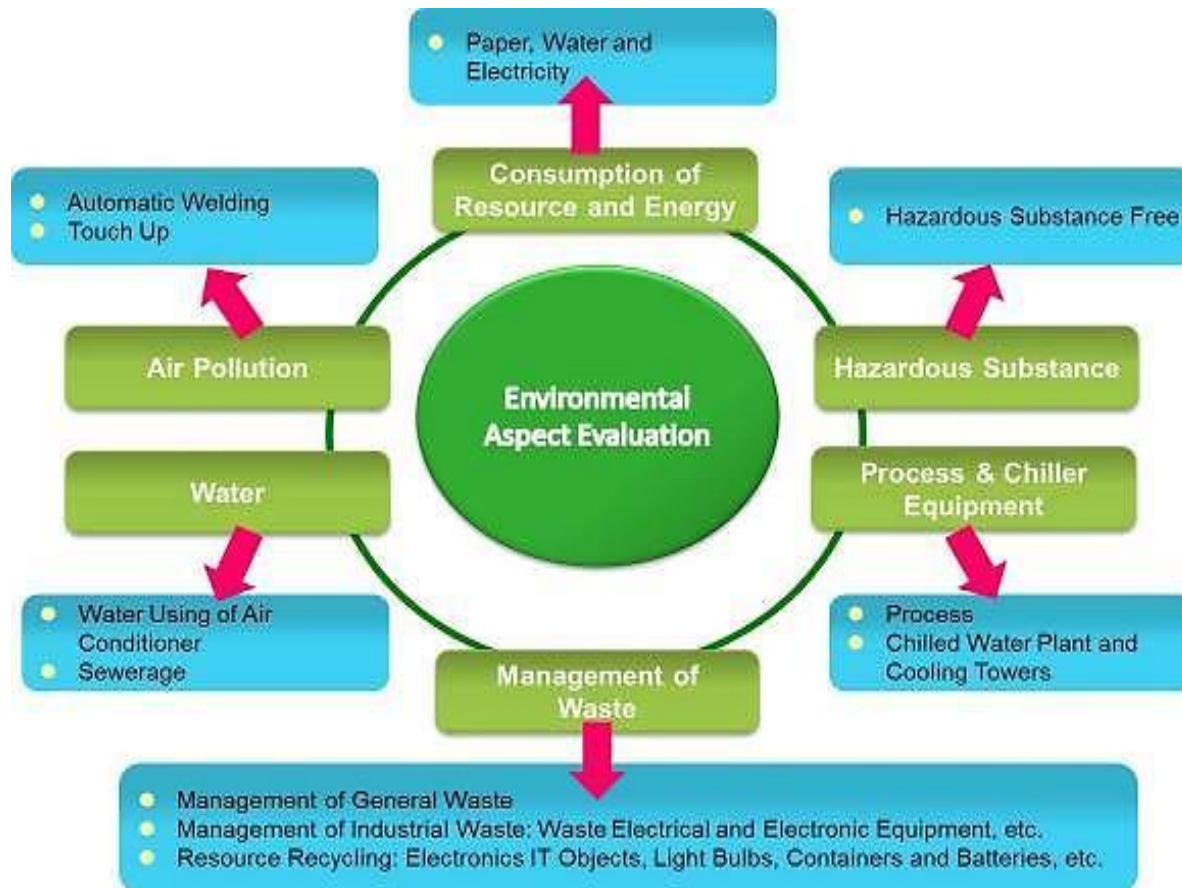 Paper, Water and
Electricity
Consumption of
Resource and Energy
Automatic Welding
Touch Up
Hazardous Substance Free
Air Pollution
Hazardous Substance
Environmental
Aspect Evaluation
Water
Process & Chiller
Equipment
Water Using of Air
Conditioner
Sewerage
Process
Chilled Water Plant and
Cooling Towers
Management of
Waste
Management of General Waste
Management of Industrial Waste: Waste Electrical and Electronic Equipment, etc.
Resource Recycling: Electronics IT Objects, Light Bulbs, Containers and Batteries, etc.